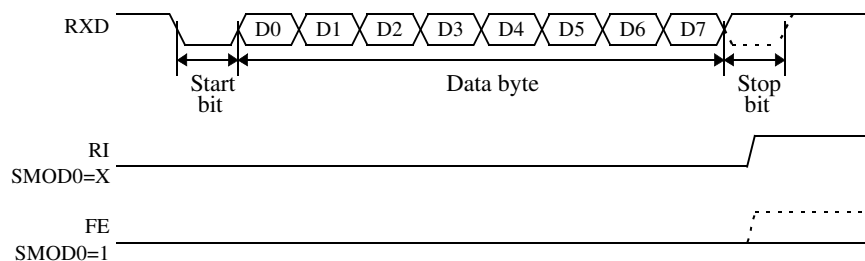 RXD D0 D1 D2 D3 D4 D5 D6 D7
Start bit
Data byte
Stop bit
RI
SMOD0=X
FE
SMOD0=1